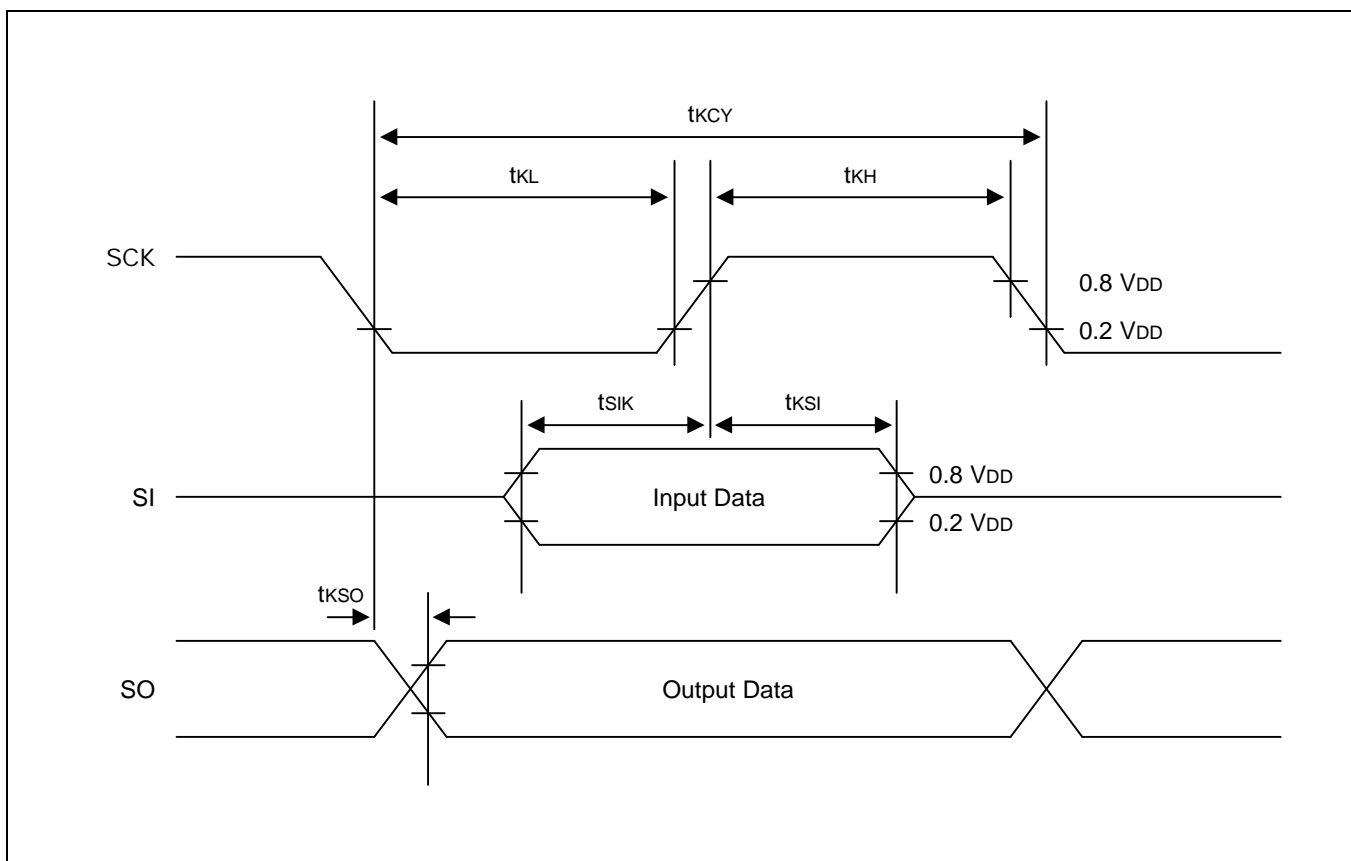 tKCY
tKL
tKH
SCK
0.8 VDD
0.2 VDD
tSIK
tKSI
0.8 VDD
SI
Input Data
0.2 VDD
tKSO
SO
Output Data